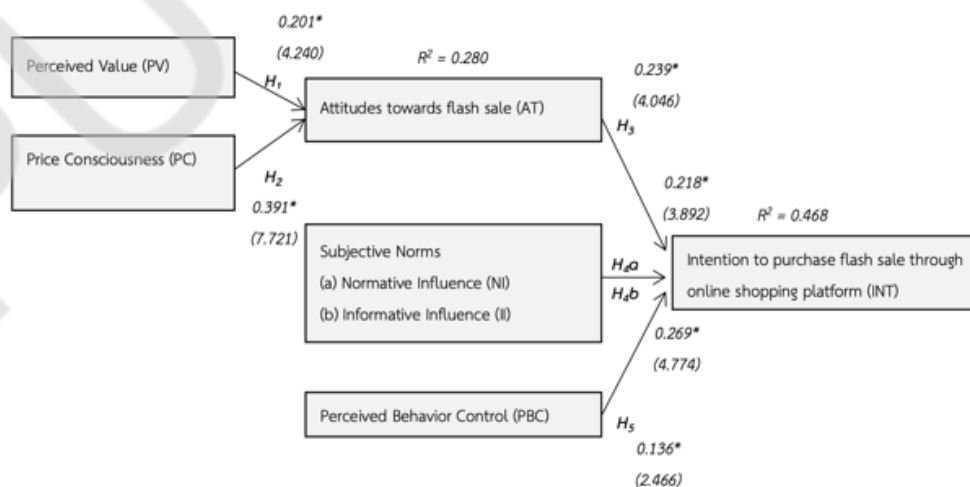 0.201*
(4.240)
R² = 0.280
Perceived Value (PV)
H₁
0.239*
(4.046)
Attitudes towards flash sale (AT)
H₃
Price Consciousness (PC)
H₂
0.391*
(7.721)
0.218*
(3.892)
R² = 0.468
Subjective Norms
(a) Normative Influence (NI)
(b) Informative Influence (II)
H₄a
H₄b
Intention to purchase flash sale through
online shopping platform (INT)
0.269*
(4.774)
Perceived Behavior Control (PBC)
H₅
0.136*
(2.466)